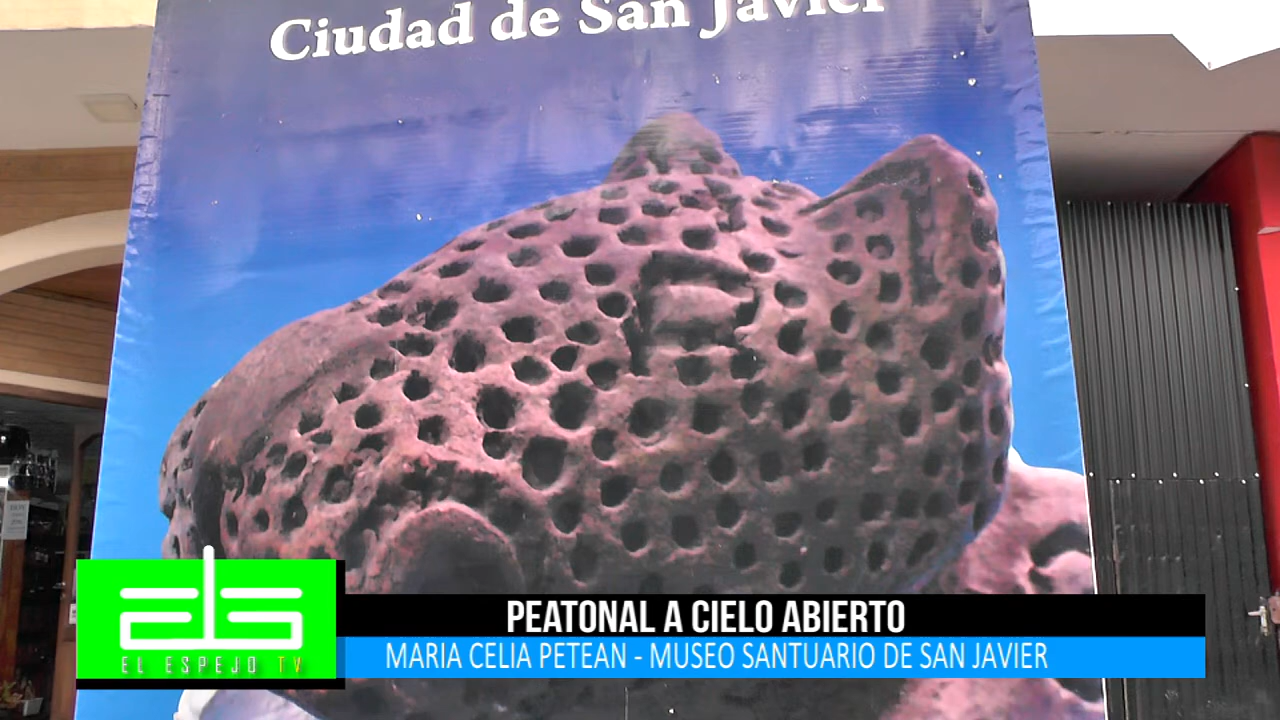 Ciudad de San Javier
EL ESPEJO TV
PEATONAL A CIELO ABIERTO
MARIA CELIA PETEAN - MUSEO SANTUARIO DE SAN JAVIER